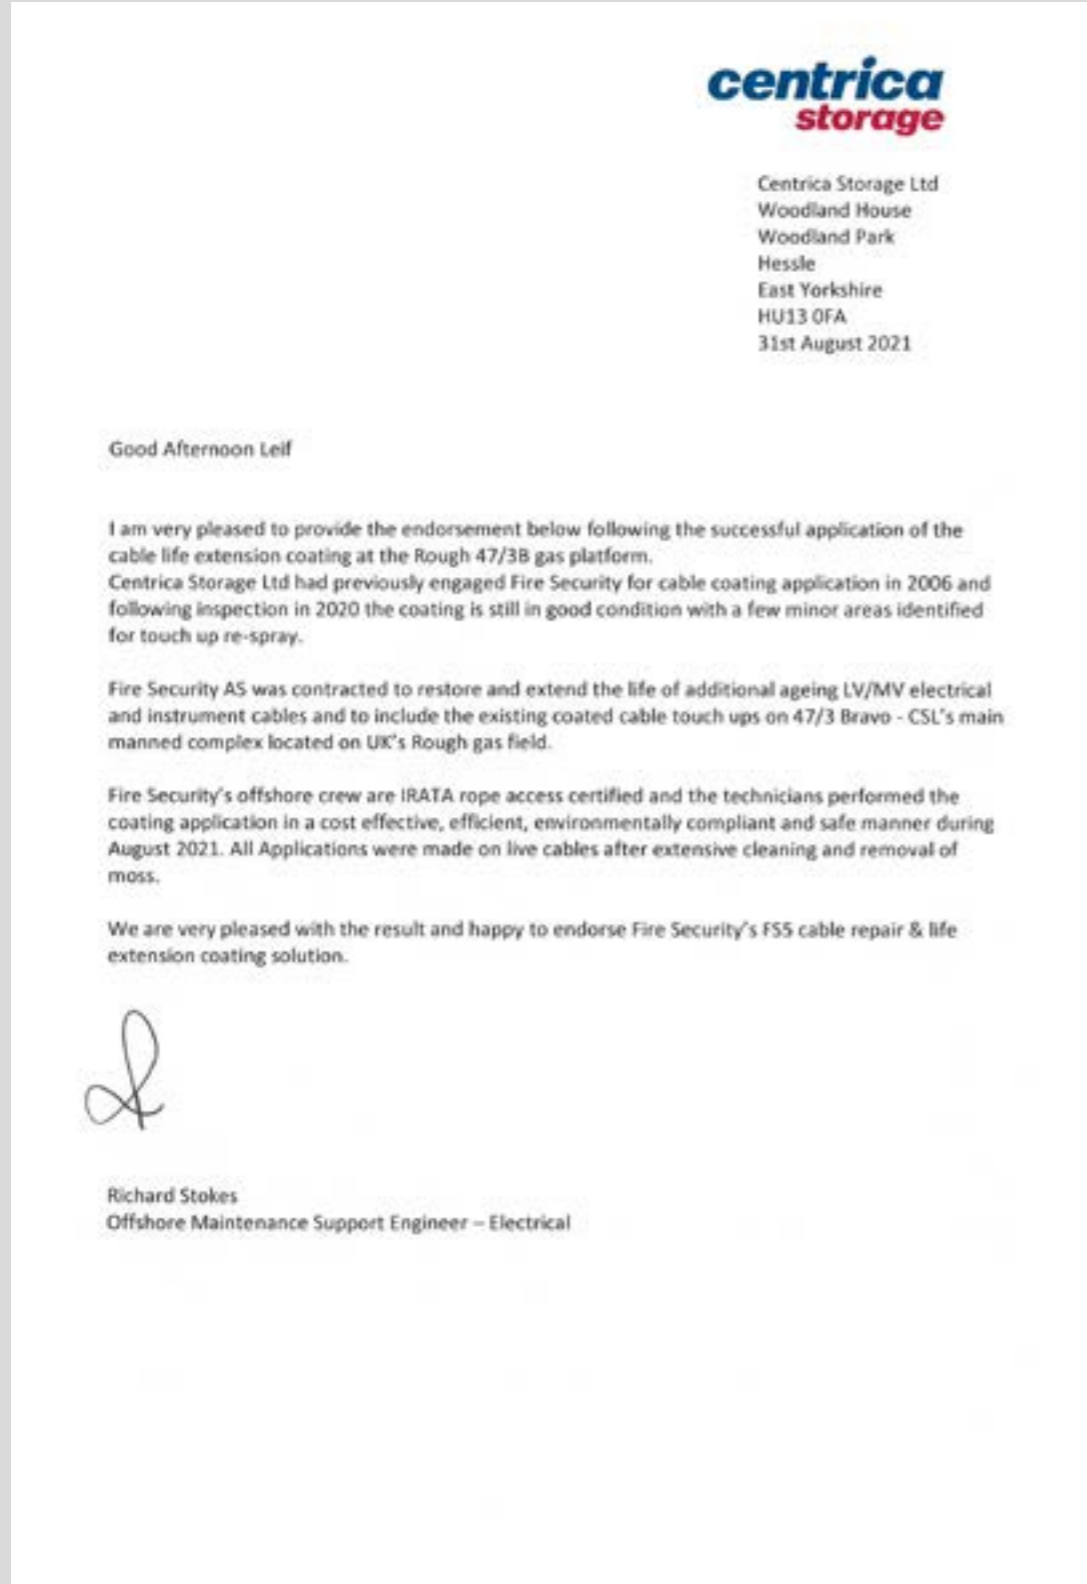 centrica
storage
Centrica Storage Ltd
Woodland House
Woodland Park
Hessle
East Yorkshire
HU13 0FA
31st August 2021
Good Afternoon Leif
I am very pleased to provide the endorsement below following the successful application of the
cable life extension coating at the Rough 47/3B gas platform.
Centrica Storage Ltd had previously engaged Fire Security for cable coating application in 2006 and
following inspection in 2020 the coating is still in good condition with a few minor areas identified
for touch up re-spray.
Fire Security AS was contracted to restore and extend the life of additional ageing LV/MV electrical
and instrument cables and to include the existing coated cable touch ups on 47/3 Bravo - CSL's main
manned complex located on UK's Rough gas field.
Fire Security's offshore crew are IRATA rope access certified and the technicians performed the
coating application in a cost effective, efficient, environmentally compliant and safe manner during
August 2021. All Applications were made on live cables after extensive cleaning and removal of
moss.
We are very pleased with the result and happy to endorse Fire Security's FS5 cable repair & life
extension coating solution.
Richard Stokes
Offshore Maintenance Support Engineer – Electrical